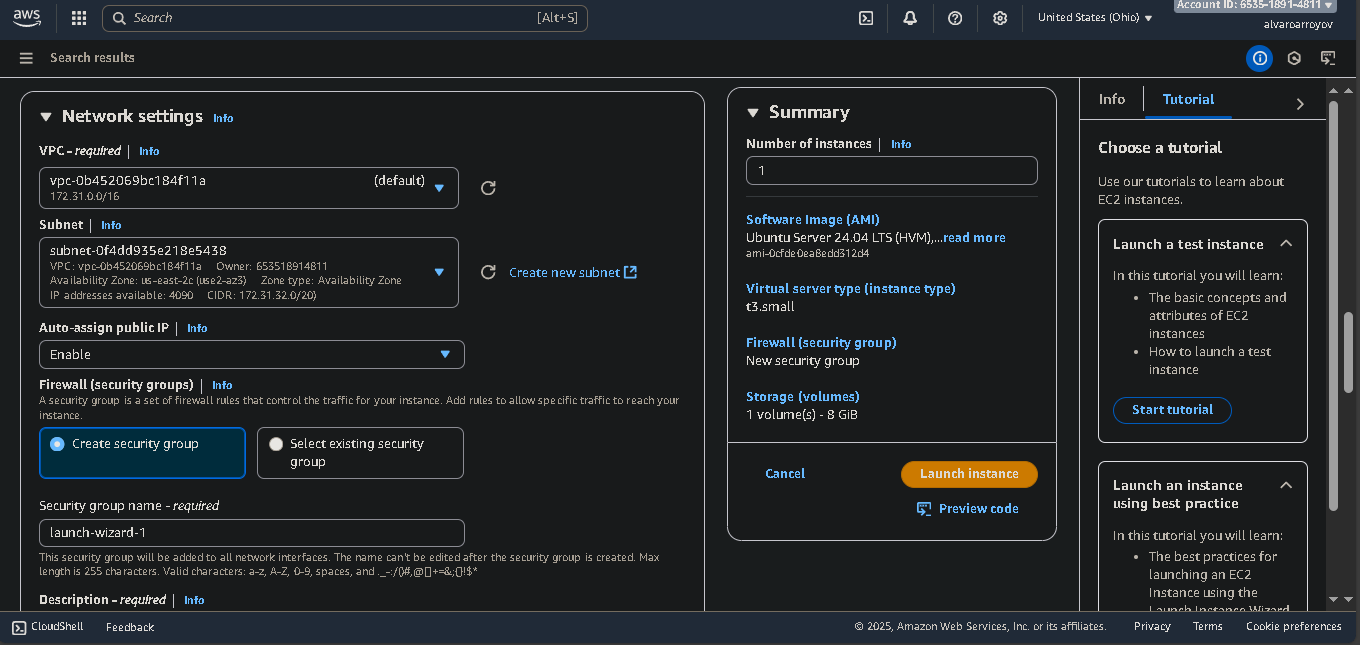 aws
Search
[Alt+S]
United States (Ohio)
Account ID: 6535-1891-4811
alvaroarroyov
Search results
Network settings Info
VPC - required | Info
vpc-0b452069bc184f11a (default)
172.31.0.0/16
Subnet | Info
subnet-0f4dd935e218e5438
VPC: vpc-0b452069bc184f11a Owner: 653518914811
Availability Zone: us-east-2c (use2-az3) Zone type: Availability Zone
IP addresses available: 4090 CIDR: 172.31.32.0/20)
Create new subnet
Auto-assign public IP | Info
Enable
Firewall (security groups) | Info
A security group is a set of firewall rules that control the traffic for your instance. Add rules to allow specific traffic to reach your
instance.
Create security group
Select existing security
group
Security group name - required
launch-wizard-1
This security group will be added to all network interfaces. The name can't be edited after the security group is created. Max
length is 255 characters. Valid characters: a-z, A-Z, 0-9, spaces, and ._-:/()#,@[]+=&;{}!$*
Description - required | Info
Summary
Number of instances | Info
1
Software Image (AMI)
Ubuntu Server 24.04 LTS (HVM),...read more
ami-0cfde0ea8edd312d4
Virtual server type (instance type)
t3.small
Firewall (security group)
New security group
Storage (volumes)
1 volume(s) - 8 GiB
Cancel
Launch instance
Preview code
Info
Tutorial
Choose a tutorial
Use our tutorials to learn about
EC2 instances.
Launch a test instance
In this tutorial you will learn:
• The basic concepts and
attributes of EC2
instances
• How to launch a test
instance
Start tutorial
Launch an instance
using best practice
In this tutorial you will learn:
• The best practices for
launching an EC2
Instance using the
Launch Instance Wizard
CloudShell
Feedback
© 2025, Amazon Web Services, Inc. or its affiliates.
Privacy
Terms
Cookie preferences